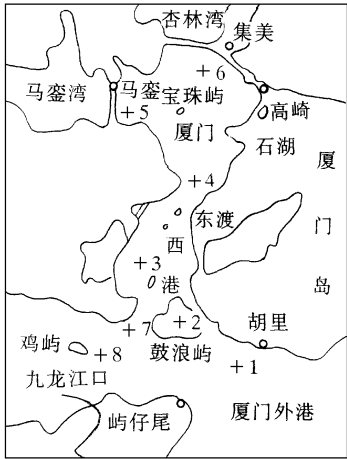 杏林湾
集美
+6
马銮湾
马銮
宝珠屿
高崎
+5
厦门
石湖
厦门岛
+4
西港
东渡
+3
+7
+2
胡里
鸡屿
+8
鼓浪屿
+1
九龙江口
屿仔尾
厦门外港